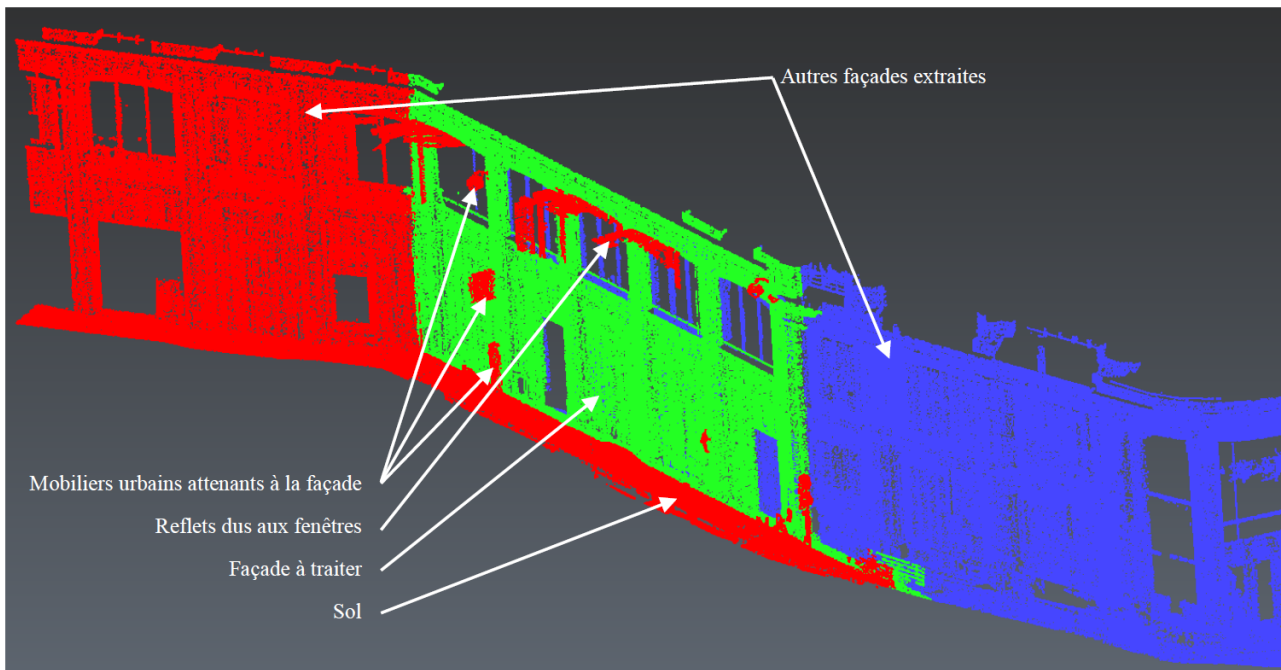 Autres façades extraites
Mobiliers urbains attenants à la façade
Reflets dus aux fenêtres
Façade à traiter
Sol